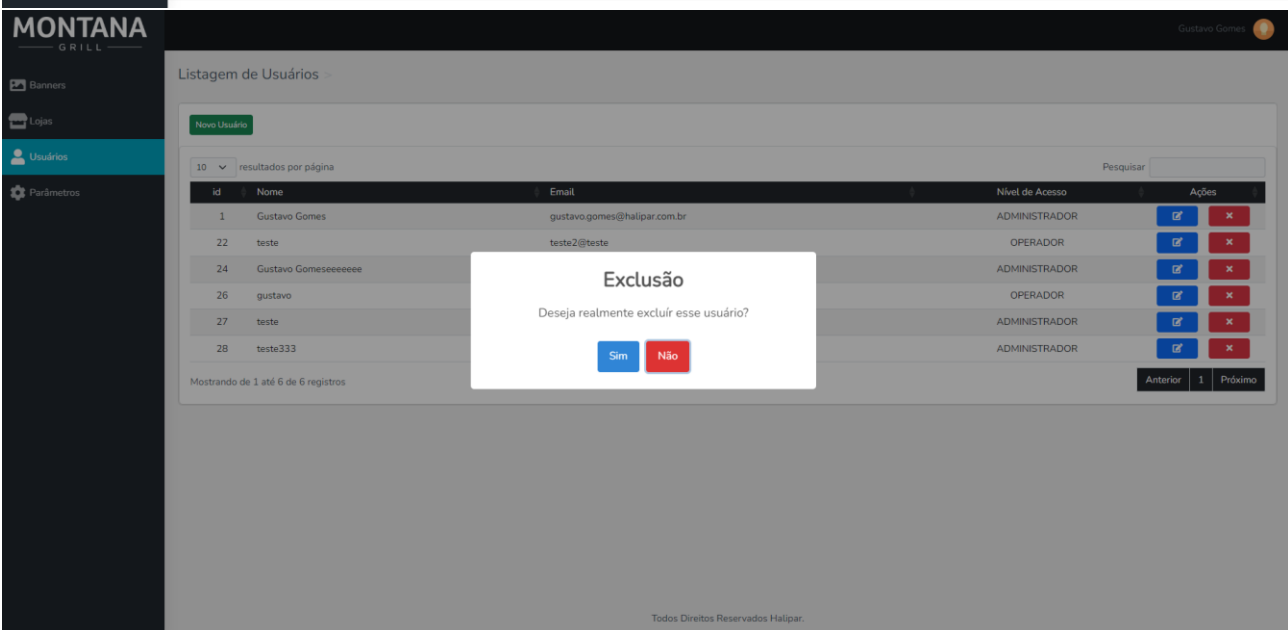 MONTANA
GRILL
Gustavo Gomes
Banners
Lojas
Usuários
Parâmetros
Listagem de Usuários >
Novo Usuário
10 resultados por página
Pesquisar
id Nome Email Nível de Acesso Ações
1 Gustavo Gomes gustavo.gomes@halipar.com.br ADMINISTRADOR
22 teste teste2@teste OPERADOR
24 Gustavo Gomeseeeeeee ADMINISTRADOR
26 gustavo OPERADOR
27 teste ADMINISTRADOR
28 teste333 ADMINISTRADOR
Exclusão
Deseja realmente excluír esse usuário?
Sim Não
Mostrando de 1 até 6 de 6 registros
Anterior 1 Próximo
Todos Direitos Reservados Halipar.